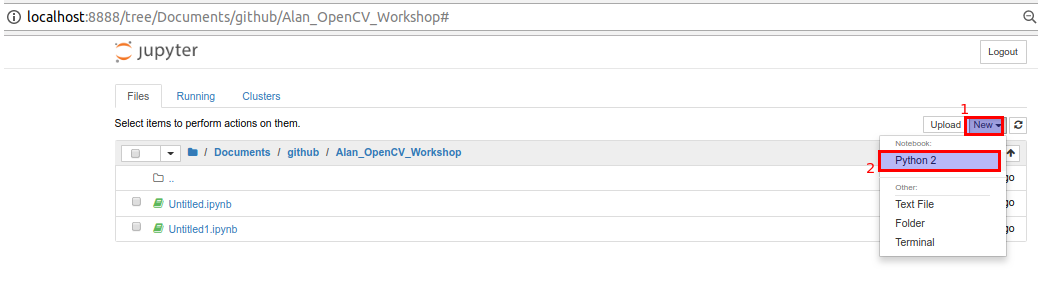 localhost:8888/tree/Documents/github/Alan_OpenCV_Workshop#
jupyter
Logout
Files Running Clusters
1
Select items to perform actions on them.
Upload New
Notebook:
/ Documents / github / Alan_OpenCV_Workshop
2 Python 2
..
go
Other:
Untitled.ipynb
Text File
go
Folder
Untitled1.ipynb
go
Terminal